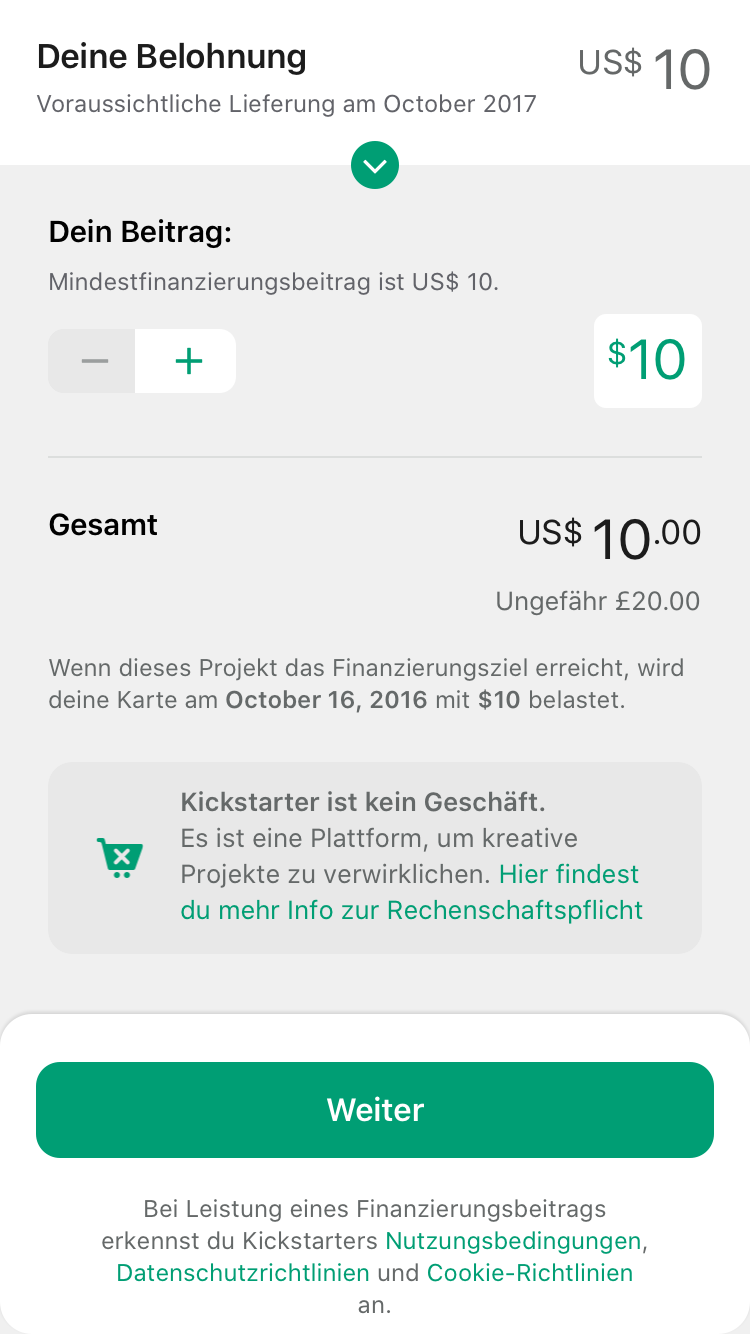 Deine Belohnung
US$ 10
Voraussichtliche Lieferung am October 2017
Dein Beitrag:
Mindestfinanzierungsbeitrag ist US$ 10.
$10
Gesamt
US$ 10.00
Ungefähr £20.00
Wenn dieses Projekt das Finanzierungsziel erreicht, wird
deine Karte am October 16, 2016 mit $10 belastet.
Kickstarter ist kein Geschäft.
Es ist eine Plattform, um kreative
Projekte zu verwirklichen. Hier findest
du mehr Info zur Rechenschaftspflicht
Weiter
Bei Leistung eines Finanzierungsbeitrags
erkennst du Kickstarters Nutzungsbedingungen,
Datenschutzrichtlinien und Cookie-Richtlinien
an.